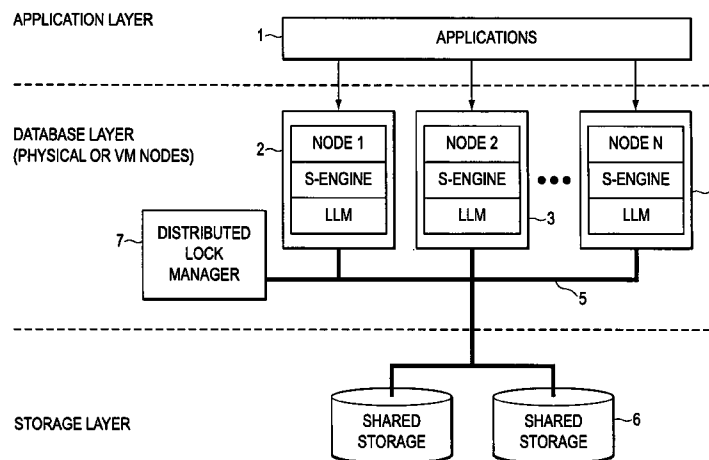 APPLICATION LAYER
1
APPLICATIONS
DATABASE LAYER
(PHYSICAL OR VM NODES)
2
NODE 1
S-ENGINE
LLM
NODE 2
S-ENGINE
LLM
3
NODE N
S-ENGINE
LLM
7
DISTRIBUTED
LOCK
MANAGER
5
STORAGE LAYER
SHARED
STORAGE
SHARED
STORAGE
6